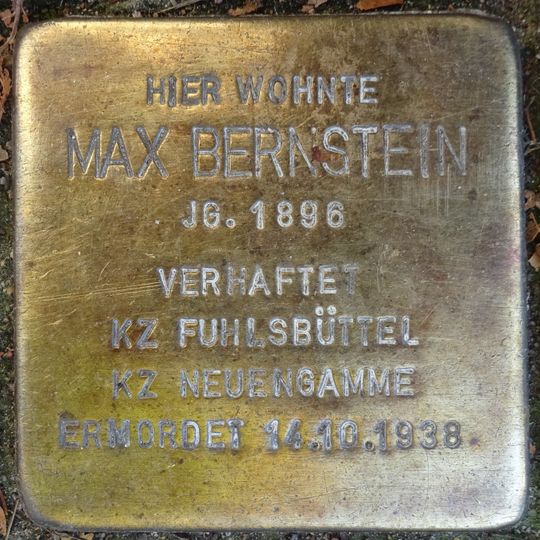 HIER WOHNTE
MAX BERNSTEIN
JG. 1896
VERHAFTET
KZ FUHLSBÜTTEL
KZ NEUENGAMME
ERMORDET 14.10.1938